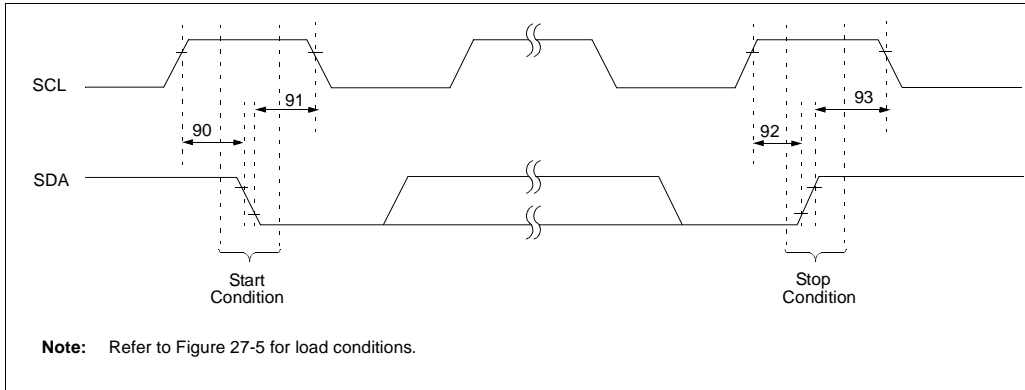 SCL
91
93
90
92
SDA
Start
Condition
Stop
Condition
Note: Refer to Figure 27-5 for load conditions.